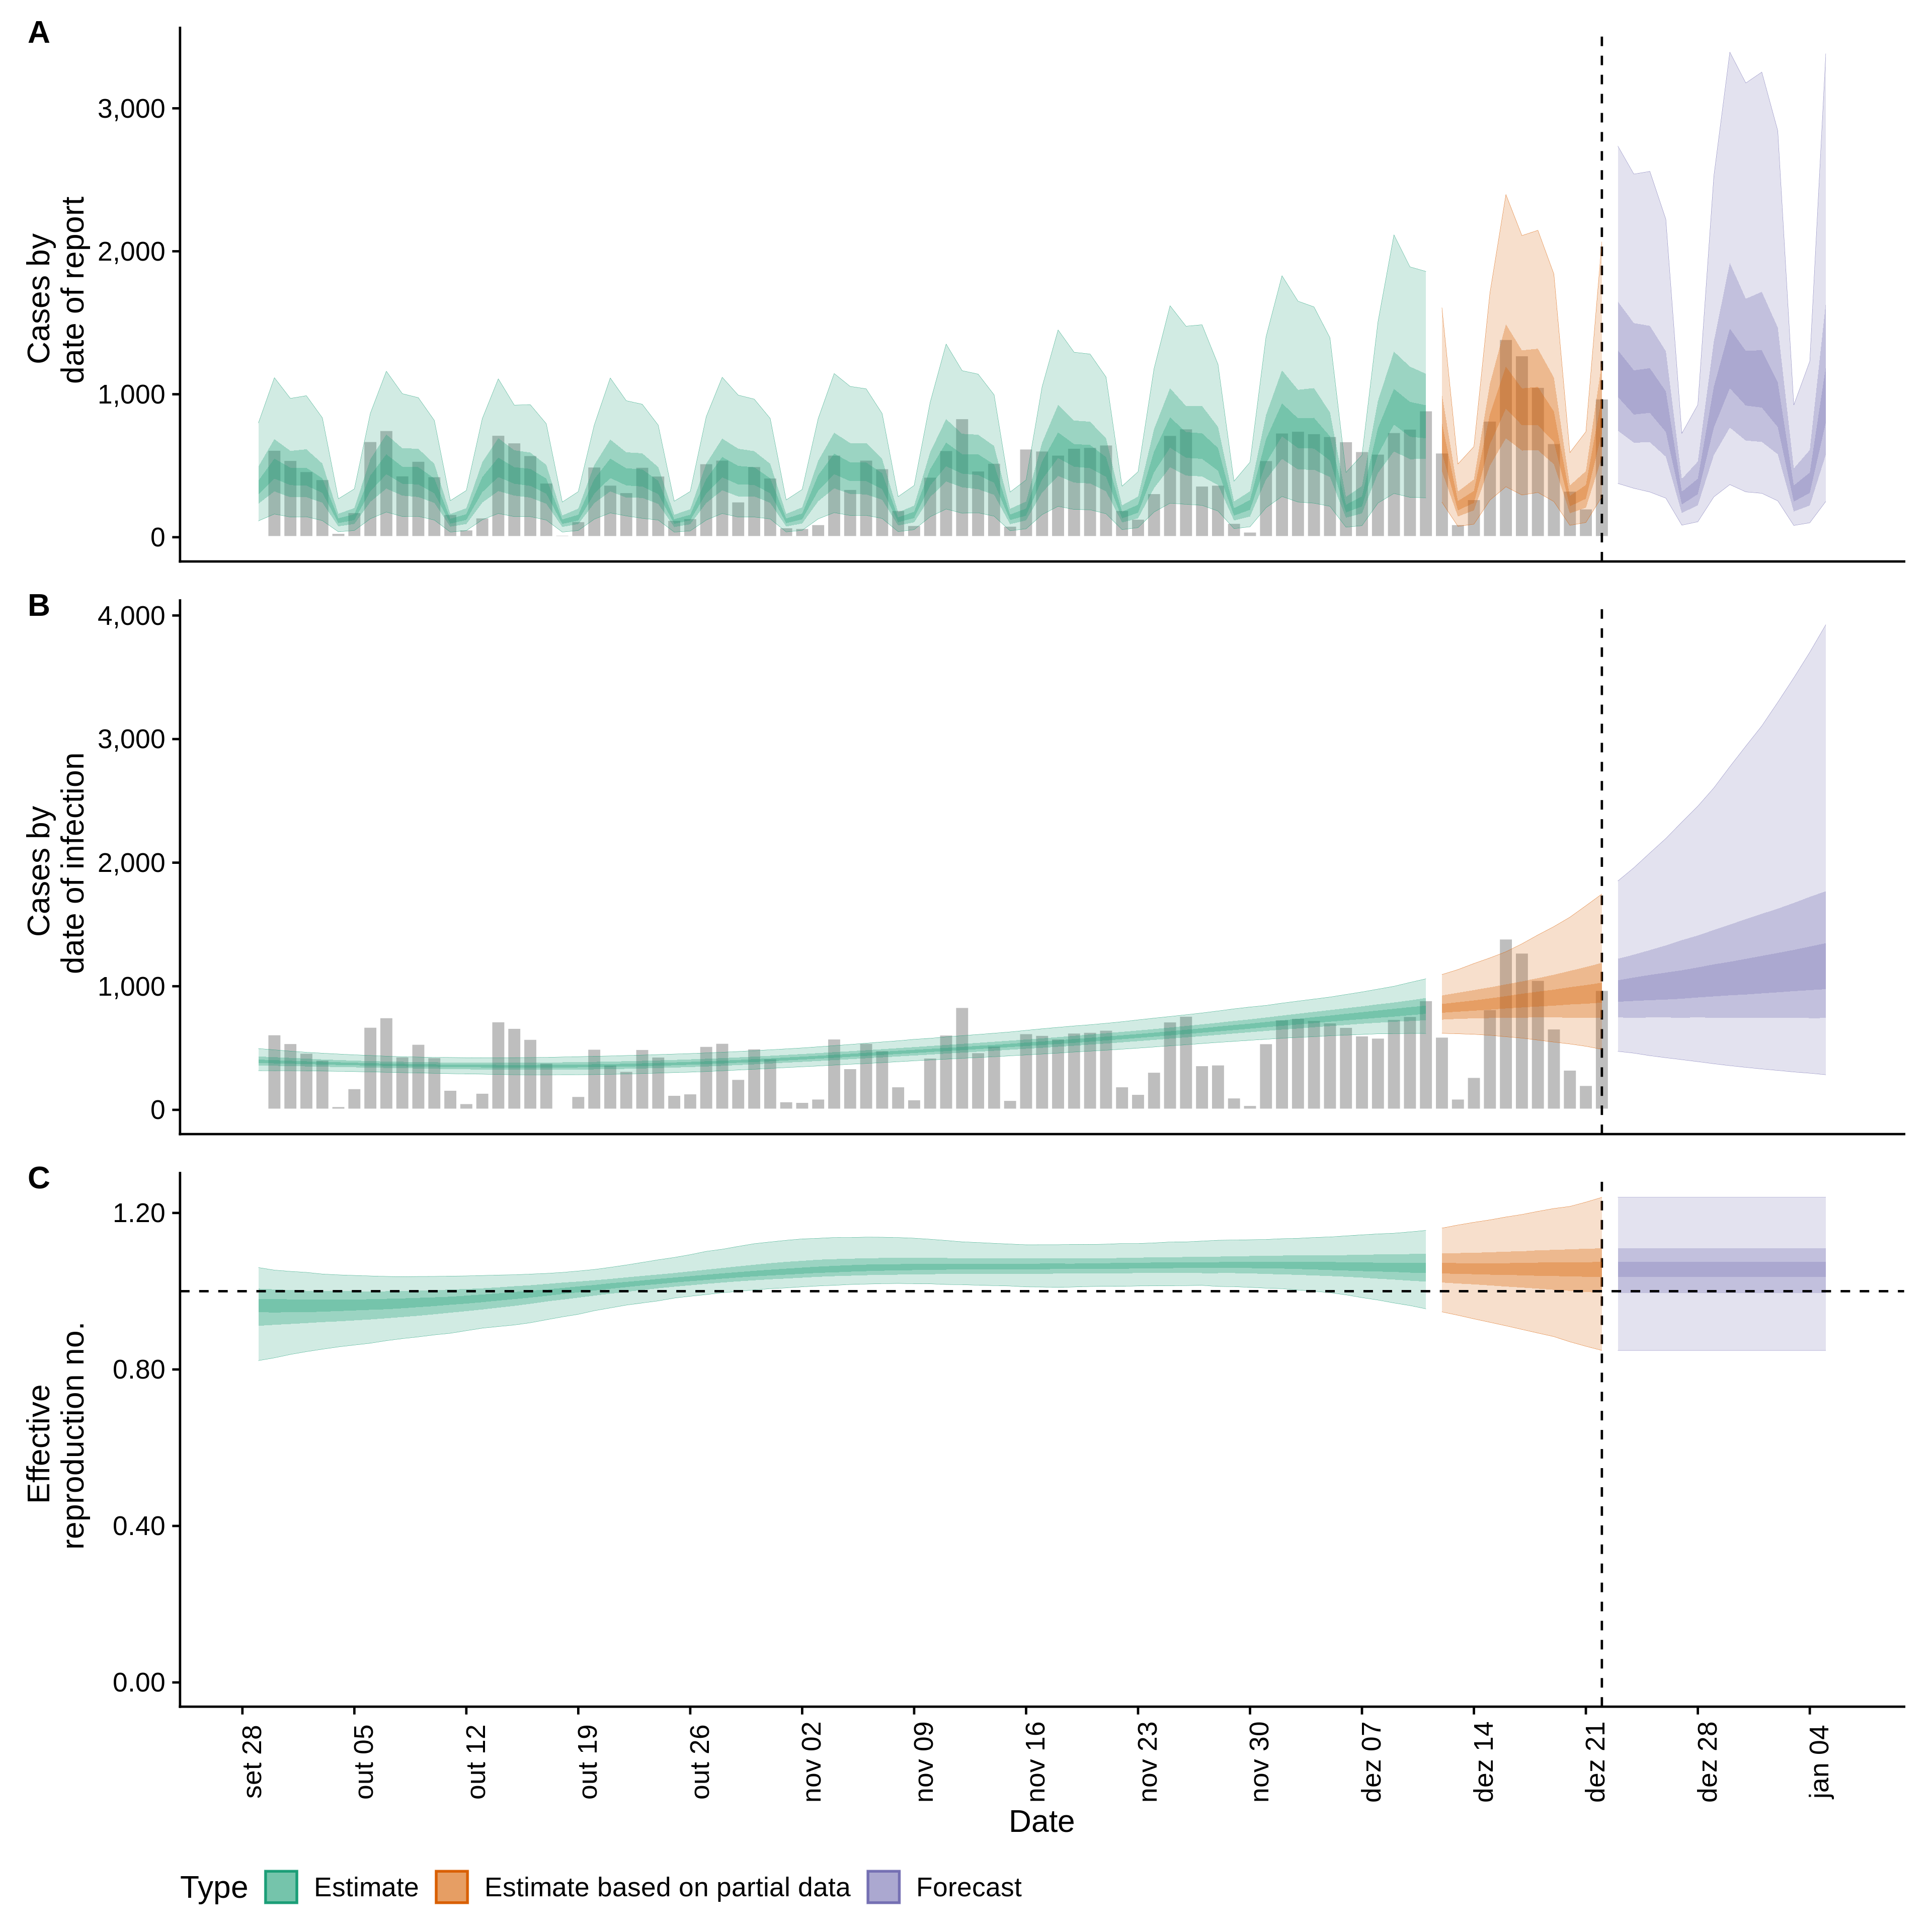 A
Cases by
date of report
3,000
2,000
1,000
0
B
Cases by
date of infection
4,000
3,000
2,000
1,000
0
C
Effective
reproduction no.
1.20
0.80
0.40
0.00
set 28
out 05
out 12
out 19
out 26
nov 02
nov 09
nov 16
nov 23
nov 30
dez 07
dez 14
dez 21
dez 28
jan 04
Date
Type Estimate Estimate based on partial data Forecast